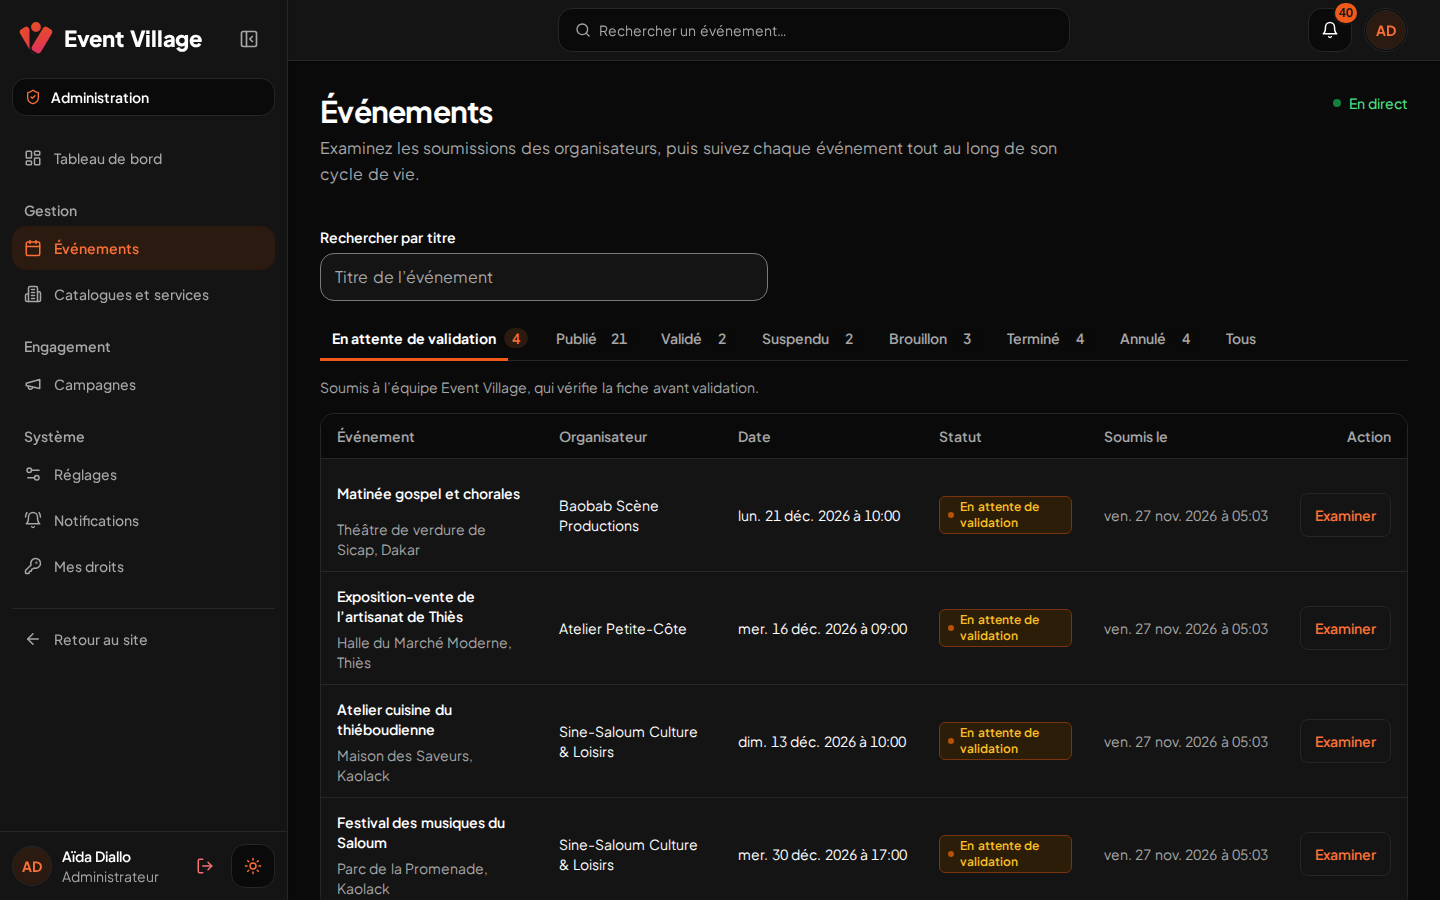 Event Village
Rechercher un événement…
40
AD
Administration
Tableau de bord
Gestion
Événements
Catalogues et services
Engagement
Campagnes
Système
Réglages
Notifications
Mes droits
Retour au site
AD
Aïda Diallo
Administrateur
Événements
En direct
Examinez les soumissions des organisateurs, puis suivez chaque événement tout au long de son
cycle de vie.
Rechercher par titre
Titre de l’événement
En attente de validation 4 Publié 21 Validé 2 Suspendu 2 Brouillon 3 Terminé 4 Annulé 4 Tous
Soumis à l’équipe Event Village, qui vérifie la fiche avant validation.
Événement Organisateur Date Statut Soumis le Action
Matinée gospel et chorales
Théâtre de verdure de
Sicap, Dakar
Baobab Scène
Productions
lun. 21 déc. 2026 à 10:00
En attente de
validation
ven. 27 nov. 2026 à 05:03
Examiner
Exposition-vente de
l’artisanat de Thiès
Halle du Marché Moderne,
Thiès
Atelier Petite-Côte
mer. 16 déc. 2026 à 09:00
En attente de
validation
ven. 27 nov. 2026 à 05:03
Examiner
Atelier cuisine du
thiéboudienne
Maison des Saveurs,
Kaolack
Sine-Saloum Culture
& Loisirs
dim. 13 déc. 2026 à 10:00
En attente de
validation
ven. 27 nov. 2026 à 05:03
Examiner
Festival des musiques du
Saloum
Parc de la Promenade,
Kaolack
Sine-Saloum Culture
& Loisirs
mer. 30 déc. 2026 à 17:00
En attente de
validation
ven. 27 nov. 2026 à 05:03
Examiner